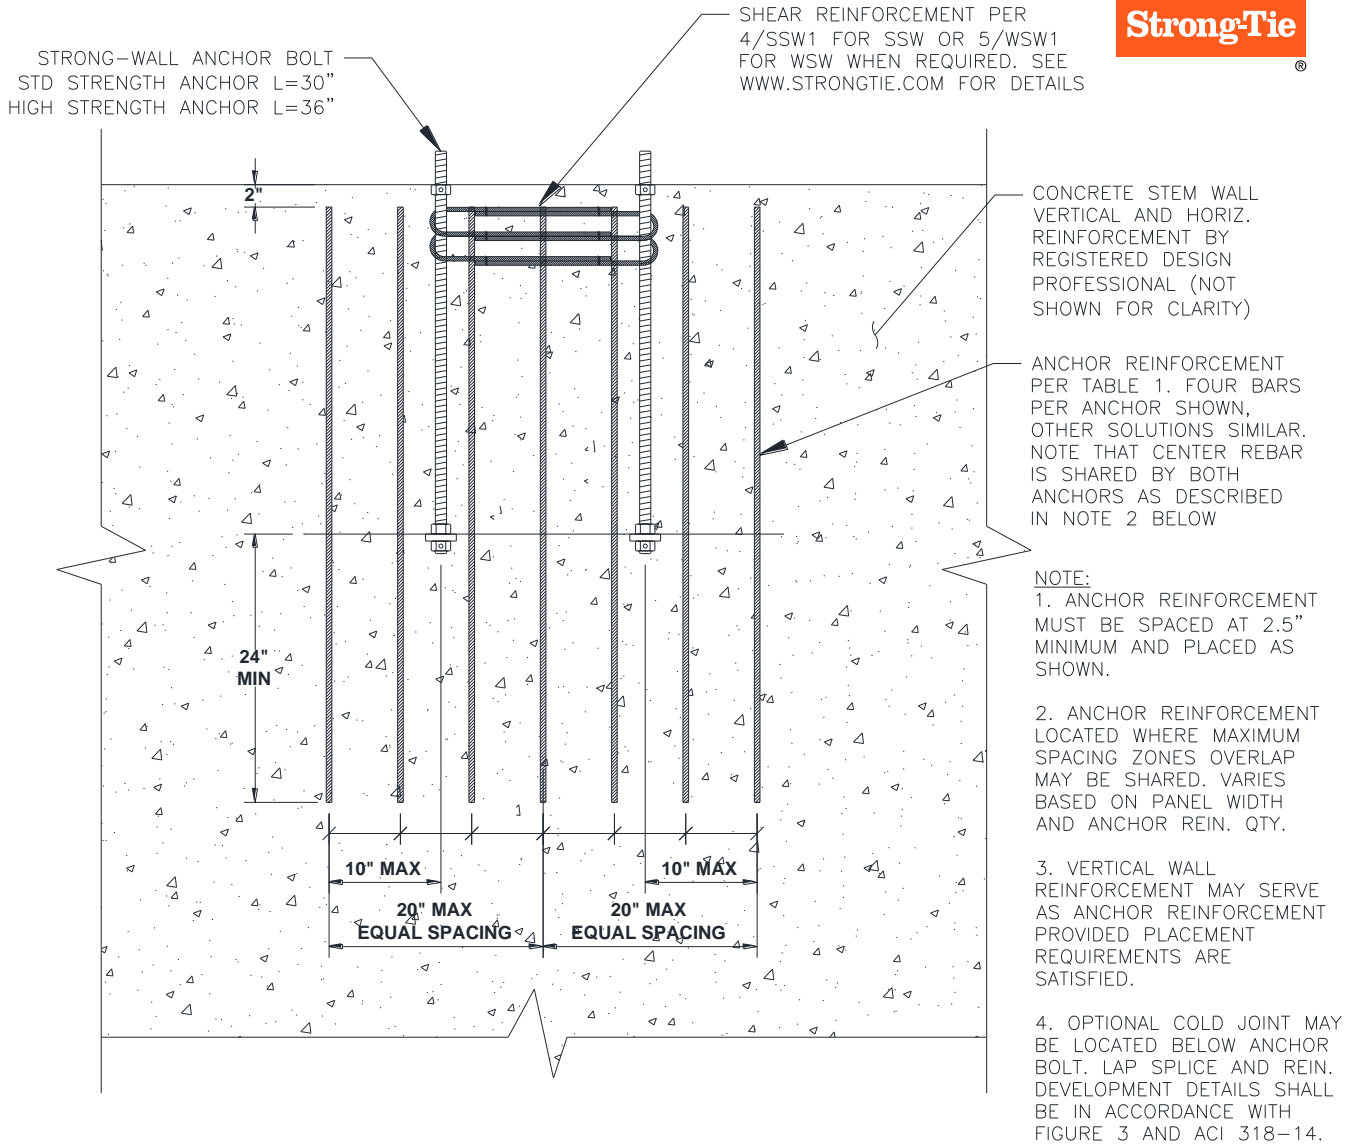 SHEAR REINFORCEMENT PER
4/SSW1 FOR SSW OR 5/WSW1
FOR WSW WHEN REQUIRED. SEE
WWW.STRONGTIE.COM FOR DETAILS
Strong-Tie
®
STRONG-WALL ANCHOR BOLT
STD STRENGTH ANCHOR L=30"
HIGH STRENGTH ANCHOR L=36"
2"
CONCRETE STEM WALL
VERTICAL AND HORIZ.
REINFORCEMENT BY
REGISTERED DESIGN
PROFESSIONAL (NOT
SHOWN FOR CLARITY)
ANCHOR REINFORCEMENT
PER TABLE 1. FOUR BARS
PER ANCHOR SHOWN,
OTHER SOLUTIONS SIMILAR.
NOTE THAT CENTER REBAR
IS SHARED BY BOTH
ANCHORS AS DESCRIBED
IN NOTE 2 BELOW
24"
MIN
10" MAX
10" MAX
20" MAX
EQUAL SPACING
20" MAX
EQUAL SPACING
NOTE:
1. ANCHOR REINFORCEMENT
MUST BE SPACED AT 2.5"
MINIMUM AND PLACED AS
SHOWN.
2. ANCHOR REINFORCEMENT
LOCATED WHERE MAXIMUM
SPACING ZONES OVERLAP
MAY BE SHARED. VARIES
BASED ON PANEL WIDTH
AND ANCHOR REIN. QTY.
3. VERTICAL WALL
REINFORCEMENT MAY SERVE
AS ANCHOR REINFORCEMENT
PROVIDED PLACEMENT
REQUIREMENTS ARE
SATISFIED.
4. OPTIONAL COLD JOINT MAY
BE LOCATED BELOW ANCHOR
BOLT. LAP SPLICE AND REIN.
DEVELOPMENT DETAILS SHALL
BE IN ACCORDANCE WITH
FIGURE 3 AND ACI 318-14.